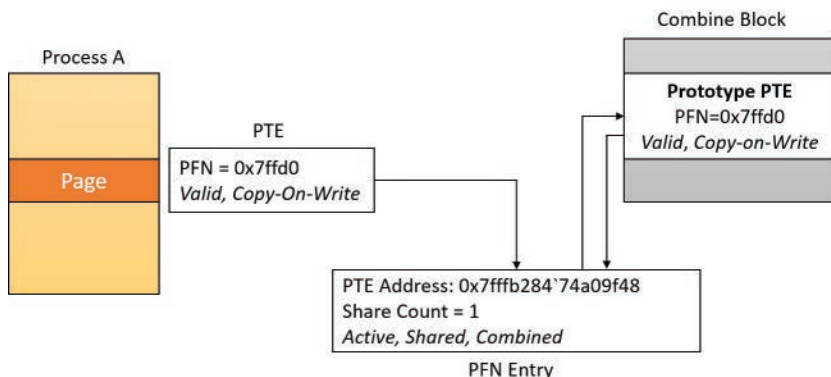 Combine Block
Process A
Prototype PTE
PFN=0x7ffd0
Valid, Copy-on-Write
PTE
PFN = 0x7ffd0
Valid, Copy-On-Write
Page
PTE Address: 0x7fffb284`74a09f48
Share Count = 1
Active, Shared, Combined
PFN Entry